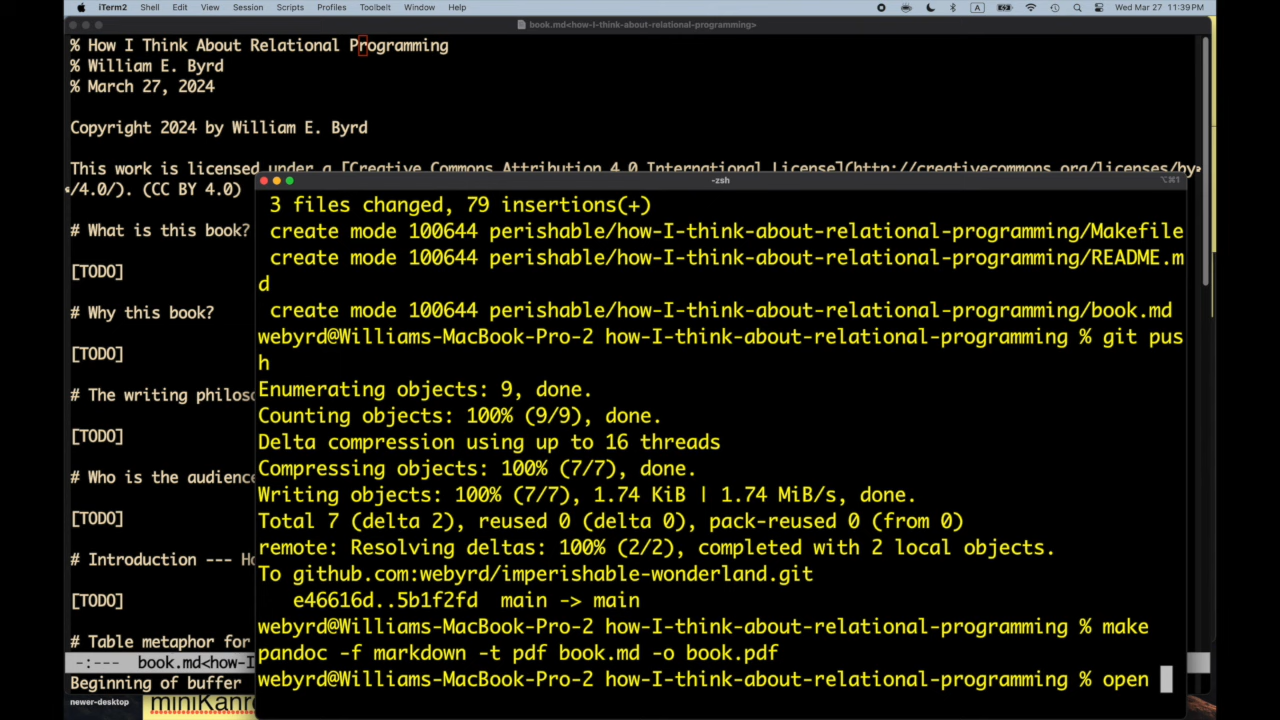 iTerm2 Shell Edit View Session Scripts Profiles Toolbelt Window Help A Wed Mar 27 11:39 PM
book.md<how-I-think-about-relational-programming>
% How I Think About Relational Programming
% William E. Byrd
% March 27, 2024
Copyright 2024 by William E. Byrd
This work is licensed under a [Creative Commons Attribution 4.0 International License](http://creativecommons.org/licenses/by-
/4.0/). (CC BY 4.0)
# What is this book?
[TODO]
# Why this book?
[TODO]
# The writing philoso
[TODO]
# Who is the audience
[TODO]
# Introduction --- Ho
[TODO]
# Table metaphor for
-:--- book.md<how-I
Beginning of buffer
newer-desktop
miniKanre
-zsh
⌥⌘1
3 files changed, 79 insertions(+)
create mode 100644 perishable/how-I-think-about-relational-programming/Makefile
create mode 100644 perishable/how-I-think-about-relational-programming/README.m
d
create mode 100644 perishable/how-I-think-about-relational-programming/book.md
webyrd@Williams-MacBook-Pro-2 how-I-think-about-relational-programming % git pus
h
Enumerating objects: 9, done.
Counting objects: 100% (9/9), done.
Delta compression using up to 16 threads
Compressing objects: 100% (7/7), done.
Writing objects: 100% (7/7), 1.74 KiB | 1.74 MiB/s, done.
Total 7 (delta 2), reused 0 (delta 0), pack-reused 0 (from 0)
remote: Resolving deltas: 100% (2/2), completed with 2 local objects.
To github.com:webyrd/imperishable-wonderland.git
e46616d..5b1f2fd main -> main
webyrd@Williams-MacBook-Pro-2 how-I-think-about-relational-programming % make
pandoc -f markdown -t pdf book.md -o book.pdf
webyrd@Williams-MacBook-Pro-2 how-I-think-about-relational-programming % open